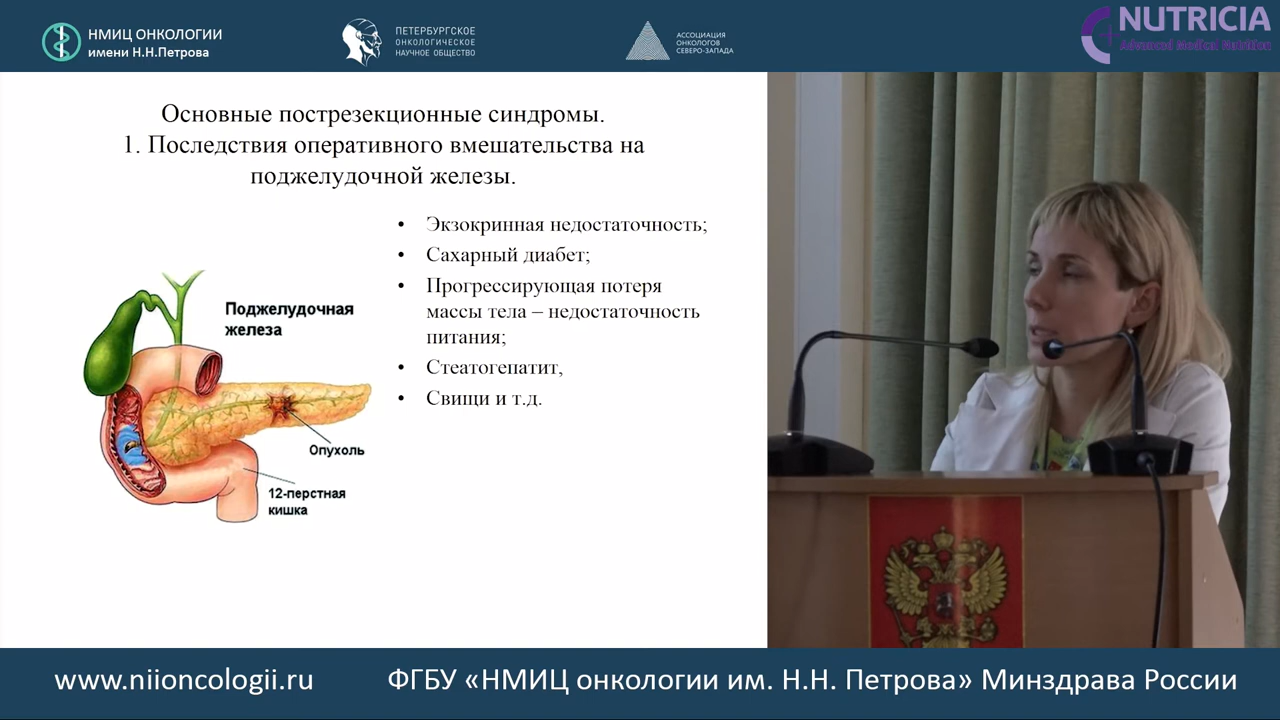 НМИЦ ОНКОЛОГИИ
имени Н.Н.Петрова
ПЕТЕРБУРГСКОЕ
ОНКОЛОГИЧЕСКОЕ
НАУЧНОЕ ОБЩЕСТВО
АССОЦИАЦИЯ
ОНКОЛОГОВ
СЕВЕРО-ЗАПАДА
NUTRICIA
Advanced Medical Nutrition
Основные пострезекционные синдромы.
1. Последствия оперативного вмешательства на
поджелудочной железы.
• Экзокринная недостаточность;
• Сахарный диабет;
• Прогрессирующая потеря
массы тела – недостаточность
питания;
• Стеатогепатит,
• Свищи и т.д.
Поджелудочная
железа
Опухоль
12-перстная
кишка
www.niioncologii.ru
ФГБУ «НМИЦ онкологии им. Н.Н. Петрова» Минздрава России